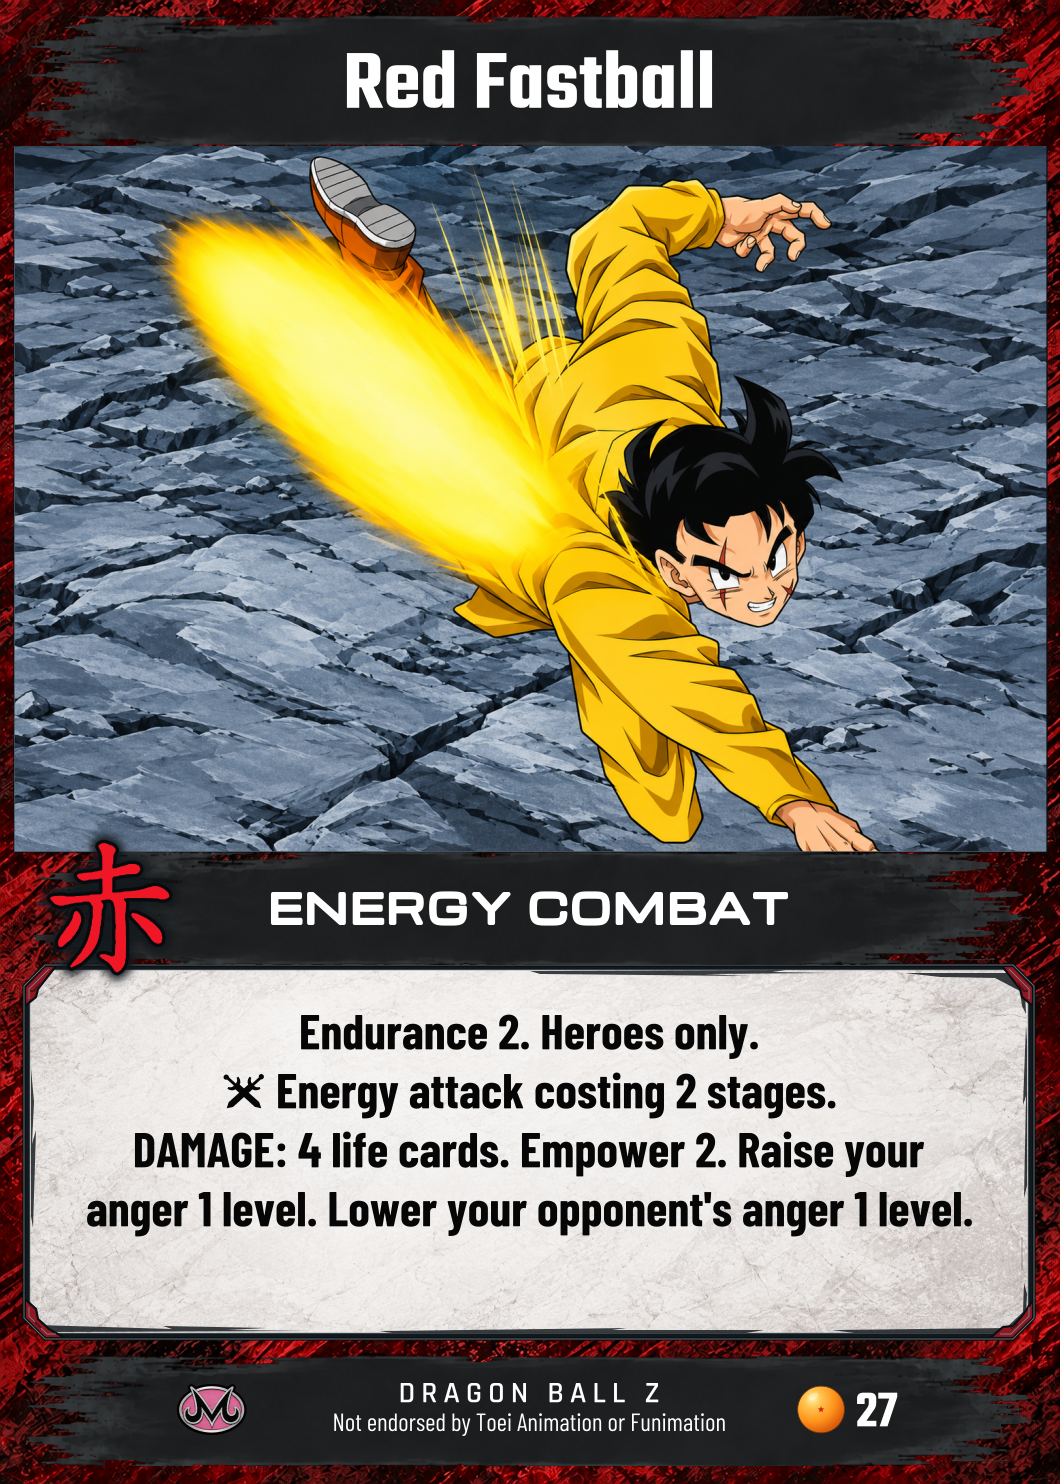 Red Fastball
赤
ENERGY COMBAT
Endurance 2. Heroes only.
Energy attack costing 2 stages.
DAMAGE: 4 life cards. Empower 2. Raise your
anger 1 level. Lower your opponent's anger 1 level.
M
DRAGON BALL Z
Not endorsed by Toei Animation or Funimation
27